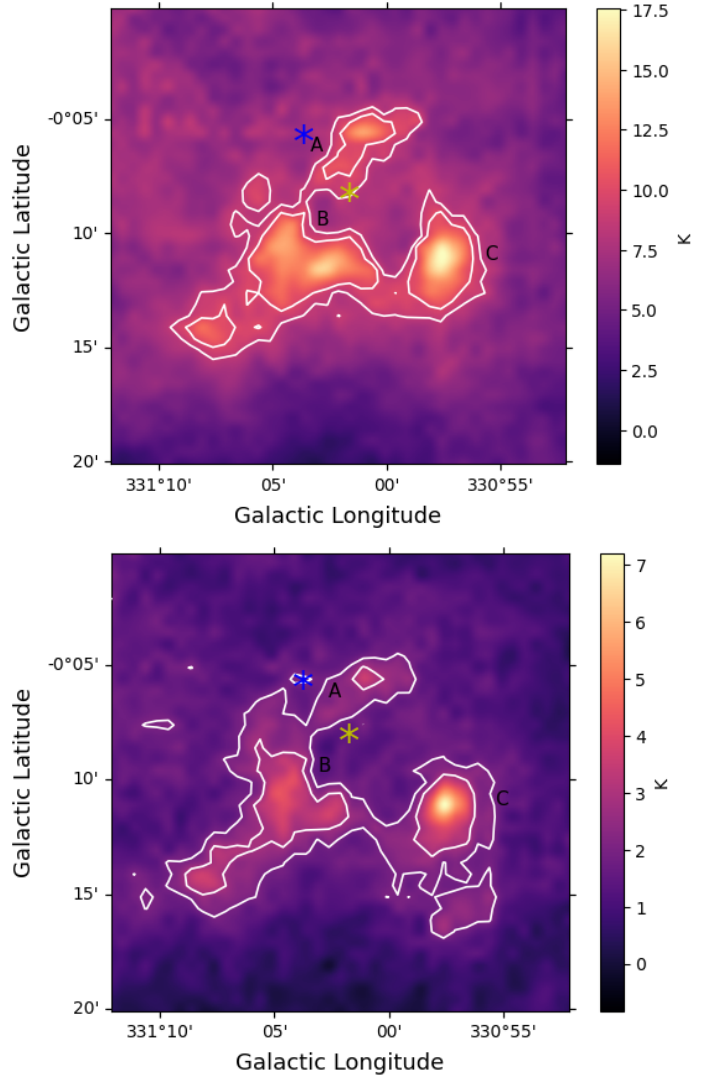 17.5
-0°05'
15.0
A
12.5
10'
B
10.0
C
K
7.5
Galactic Latitude
15'
5.0
2.5
0.0
20'
331°10' 05' 00' 330°55'
Galactic Longitude
7
-0°05'
6
A
5
10'
B
4
C
K
3
Galactic Latitude
2
15'
1
0
20'
331°10' 05' 00' 330°55'
Galactic Longitude